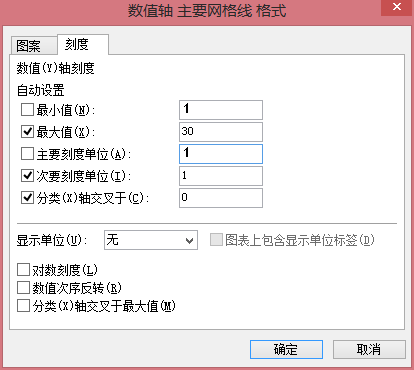 数值轴 主要网格线 格式
图案 刻度
数值(Y)轴刻度
自动设置
最小值(N): 1
最大值(X): 30
主要刻度单位(A): 1
次要刻度单位(I): 1
分类(X)轴交叉于(C): 0
显示单位(U): 无 图表上包含显示单位标签(D)
对数刻度(L)
数值次序反转(R)
分类(X)轴交叉于最大值(M)
确定 取消